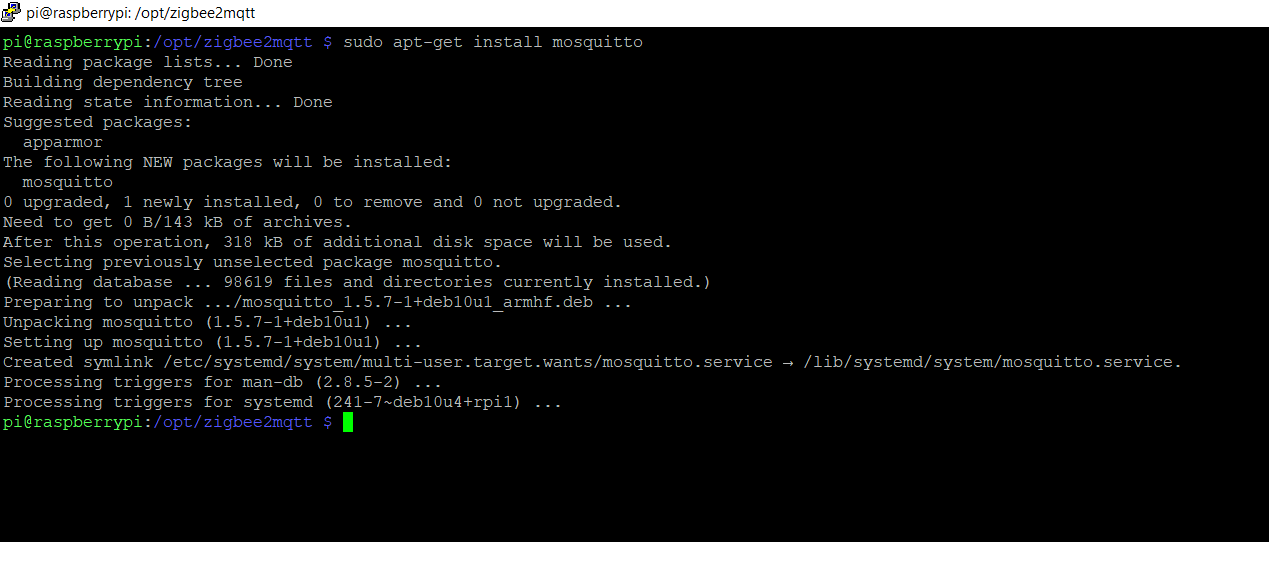 pi@raspberrypi: /opt/zigbee2mqtt
pi@raspberrypi:/opt/zigbee2mqtt $ sudo apt-get install mosquitto
Reading package lists... Done
Building dependency tree
Reading state information... Done
Suggested packages:
  apparmor
The following NEW packages will be installed:
  mosquitto
0 upgraded, 1 newly installed, 0 to remove and 0 not upgraded.
Need to get 0 B/143 kB of archives.
After this operation, 318 kB of additional disk space will be used.
Selecting previously unselected package mosquitto.
(Reading database ... 98619 files and directories currently installed.)
Preparing to unpack .../mosquitto_1.5.7-1+deb10u1_armhf.deb ...
Unpacking mosquitto (1.5.7-1+deb10u1) ...
Setting up mosquitto (1.5.7-1+deb10u1) ...
Created symlink /etc/systemd/system/multi-user.target.wants/mosquitto.service → /lib/systemd/system/mosquitto.service.
Processing triggers for man-db (2.8.5-2) ...
Processing triggers for systemd (241-7~deb10u4+rpi1) ...
pi@raspberrypi:/opt/zigbee2mqtt $